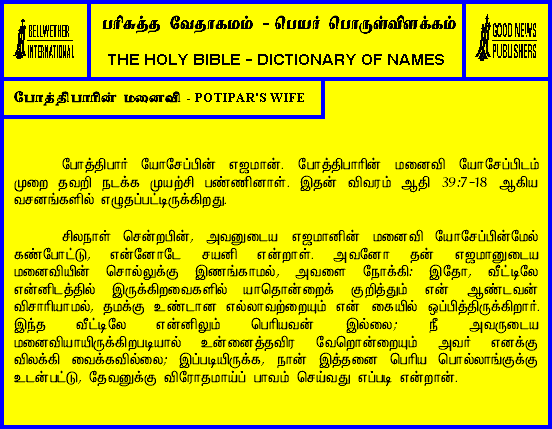 BELLWETHER
INTERNATIONAL
பரிசுத்த வேதாகமம் - பெயர் பொருள்விளக்கம்
THE HOLY BIBLE - DICTIONARY OF NAMES
GOOD NEWS
PUBLISHERS
போத்திபாரின் மனைவி - POTIPAR'S WIFE
போத்திபார் யோசேப்பின் எஜமான். போத்திபாரின் மனைவி யோசேப்பிடம்
முறை தவறி நடக்க முயற்சி பண்ணினாள். இதன் விவரம் ஆதி 39:7-18 ஆகிய
வசனங்களில் எழுதப்பட்டிருக்கிறது.
சிலநாள் சென்றபின், அவனுடைய எஜமானின் மனைவி யோசேப்பின்மேல்
கண்போட்டு, என்னோடே சயனி என்றாள். அவனோ தன் எஜமானுடைய
மனைவியின் சொல்லுக்கு இணங்காமல், அவளை நோக்கி: இதோ, வீட்டிலே
என்னிடத்தில் இருக்கிறவைகளில் யாதொன்றைக் குறித்தும் என் ஆண்டவன்
விசாரியாமல், தமக்கு உண்டான எல்லாவற்றையும் என் கையில் ஒப்பித்திருக்கிறார்.
இந்த வீட்டிலே என்னிலும் பெரியவன் இல்லை; நீ அவருடைய
மனைவியாயிருக்கிறபடியால் உன்னைத்தவிர வேறொன்றையும் அவர் எனக்கு
விலக்கி வைக்கவில்லை; இப்படியிருக்க, நான் இத்தனை பெரிய பொல்லாங்குக்கு
உடன்பட்டு, தேவனுக்கு விரோதமாய்ப் பாவம் செய்வது எப்படி என்றான்.